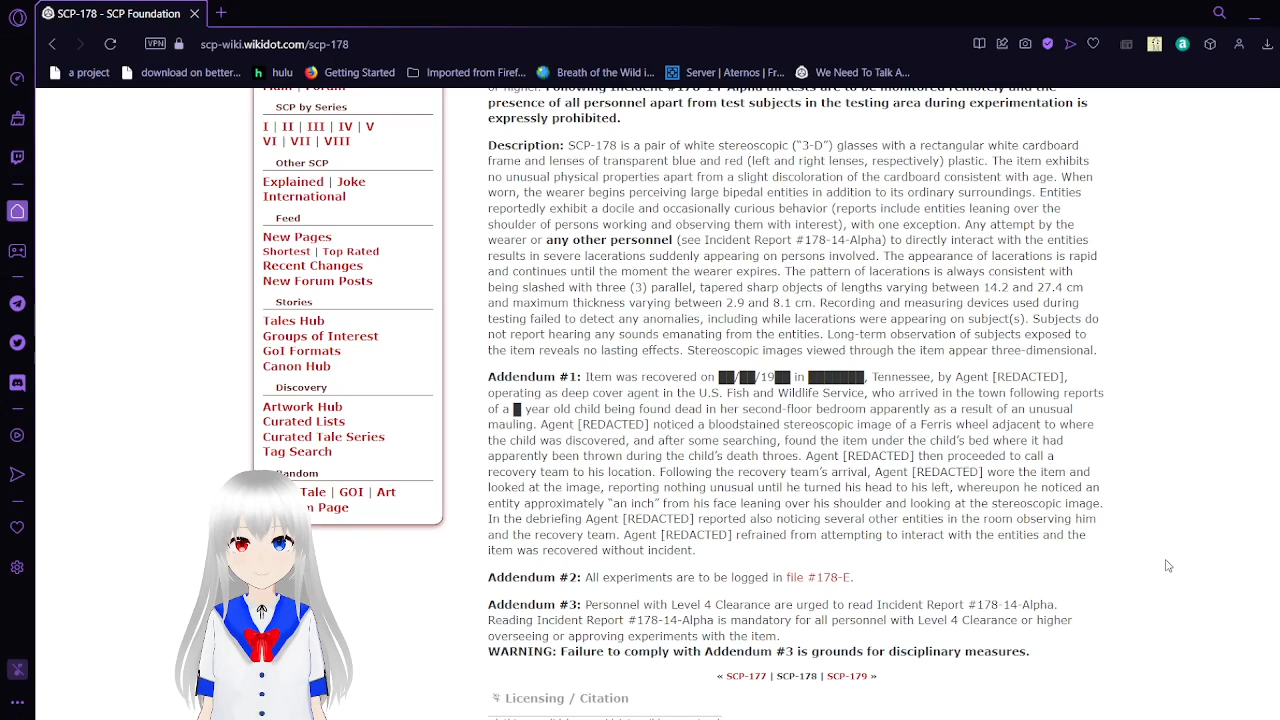 SCP-178 - SCP Foundation
VPN
scp-wiki.wikidot.com/scp-178
a project
download on better...
hulu
Getting Started
Imported from Firef...
Breath of the Wild i...
Server | Aternos | Fr...
We Need To Talk A...
SCP by Series
I | II | III | IV | V
VI | VII | VIII
Other SCP
Explained | Joke
International
Feed
New Pages
Shortest | Top Rated
Recent Changes
New Forum Posts
Stories
Tales Hub
Groups of Interest
GoI Formats
Canon Hub
Discovery
Artwork Hub
Curated Lists
Curated Tale Series
Tag Search
Random
Tale | GOI | Art
Page
or higher. Following Incident #178-14-Alpha all tests are to be monitored remotely and the
presence of all personnel apart from test subjects in the testing area during experimentation is
expressly prohibited.
Description: SCP-178 is a pair of white stereoscopic (“3-D”) glasses with a rectangular white cardboard
frame and lenses of transparent blue and red (left and right lenses, respectively) plastic. The item exhibits
no unusual physical properties apart from a slight discoloration of the cardboard consistent with age. When
worn, the wearer begins perceiving large bipedal entities in addition to its ordinary surroundings. Entities
reportedly exhibit a docile and occasionally curious behavior (reports include entities leaning over the
shoulder of persons working and observing them with interest), with one exception. Any attempt by the
wearer or any other personnel (see Incident Report #178-14-Alpha) to directly interact with the entities
results in severe lacerations suddenly appearing on persons involved. The appearance of lacerations is rapid
and continues until the moment the wearer expires. The pattern of lacerations is always consistent with
being slashed with three (3) parallel, tapered sharp objects of lengths varying between 14.2 and 27.4 cm
and maximum thickness varying between 2.9 and 8.1 cm. Recording and measuring devices used during
testing failed to detect any anomalies, including while lacerations were appearing on subject(s). Subjects do
not report hearing any sounds emanating from the entities. Long-term observation of subjects exposed to
the item reveals no lasting effects. Stereoscopic images viewed through the item appear three-dimensional.
Addendum #1: Item was recovered on ██/██/19██ in ███████, Tennessee, by Agent [REDACTED],
operating as deep cover agent in the U.S. Fish and Wildlife Service, who arrived in the town following reports
of a █ year old child being found dead in her second-floor bedroom apparently as a result of an unusual
mauling. Agent [REDACTED] noticed a bloodstained stereoscopic image of a Ferris wheel adjacent to where
the child was discovered, and after some searching, found the item under the child’s bed where it had
apparently been thrown during the child’s death throes. Agent [REDACTED] then proceeded to call a
recovery team to his location. Following the recovery team’s arrival, Agent [REDACTED] wore the item and
looked at the image, reporting nothing unusual until he turned his head to his left, whereupon he noticed an
entity approximately “an inch” from his face leaning over his shoulder and looking at the stereoscopic image.
In the debriefing Agent [REDACTED] reported also noticing several other entities in the room observing him
and the recovery team. Agent [REDACTED] refrained from attempting to interact with the entities and the
item was recovered without incident.
Addendum #2: All experiments are to be logged in file #178-E.
Addendum #3: Personnel with Level 4 Clearance are urged to read Incident Report #178-14-Alpha.
Reading Incident Report #178-14-Alpha is mandatory for all personnel with Level 4 Clearance or higher
overseeing or approving experiments with the item.
WARNING: Failure to comply with Addendum #3 is grounds for disciplinary measures.
« SCP-177 | SCP-178 | SCP-179 »
Licensing / Citation